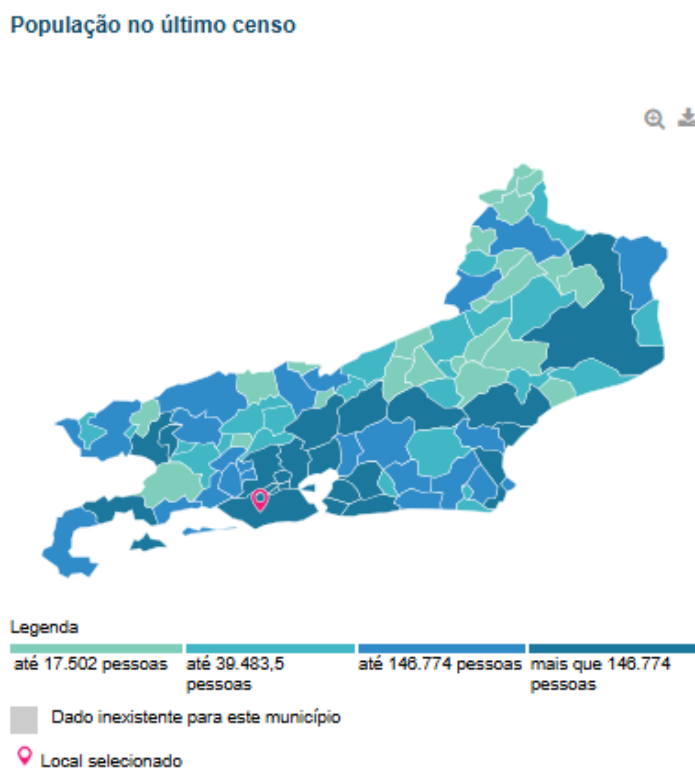 População no último censo
Legenda
até 17.502 pessoas
até 39.483,5
pessoas
até 146.774 pessoas
mais que 146.774
pessoas
Dado inexistente para este município
Local selecionado